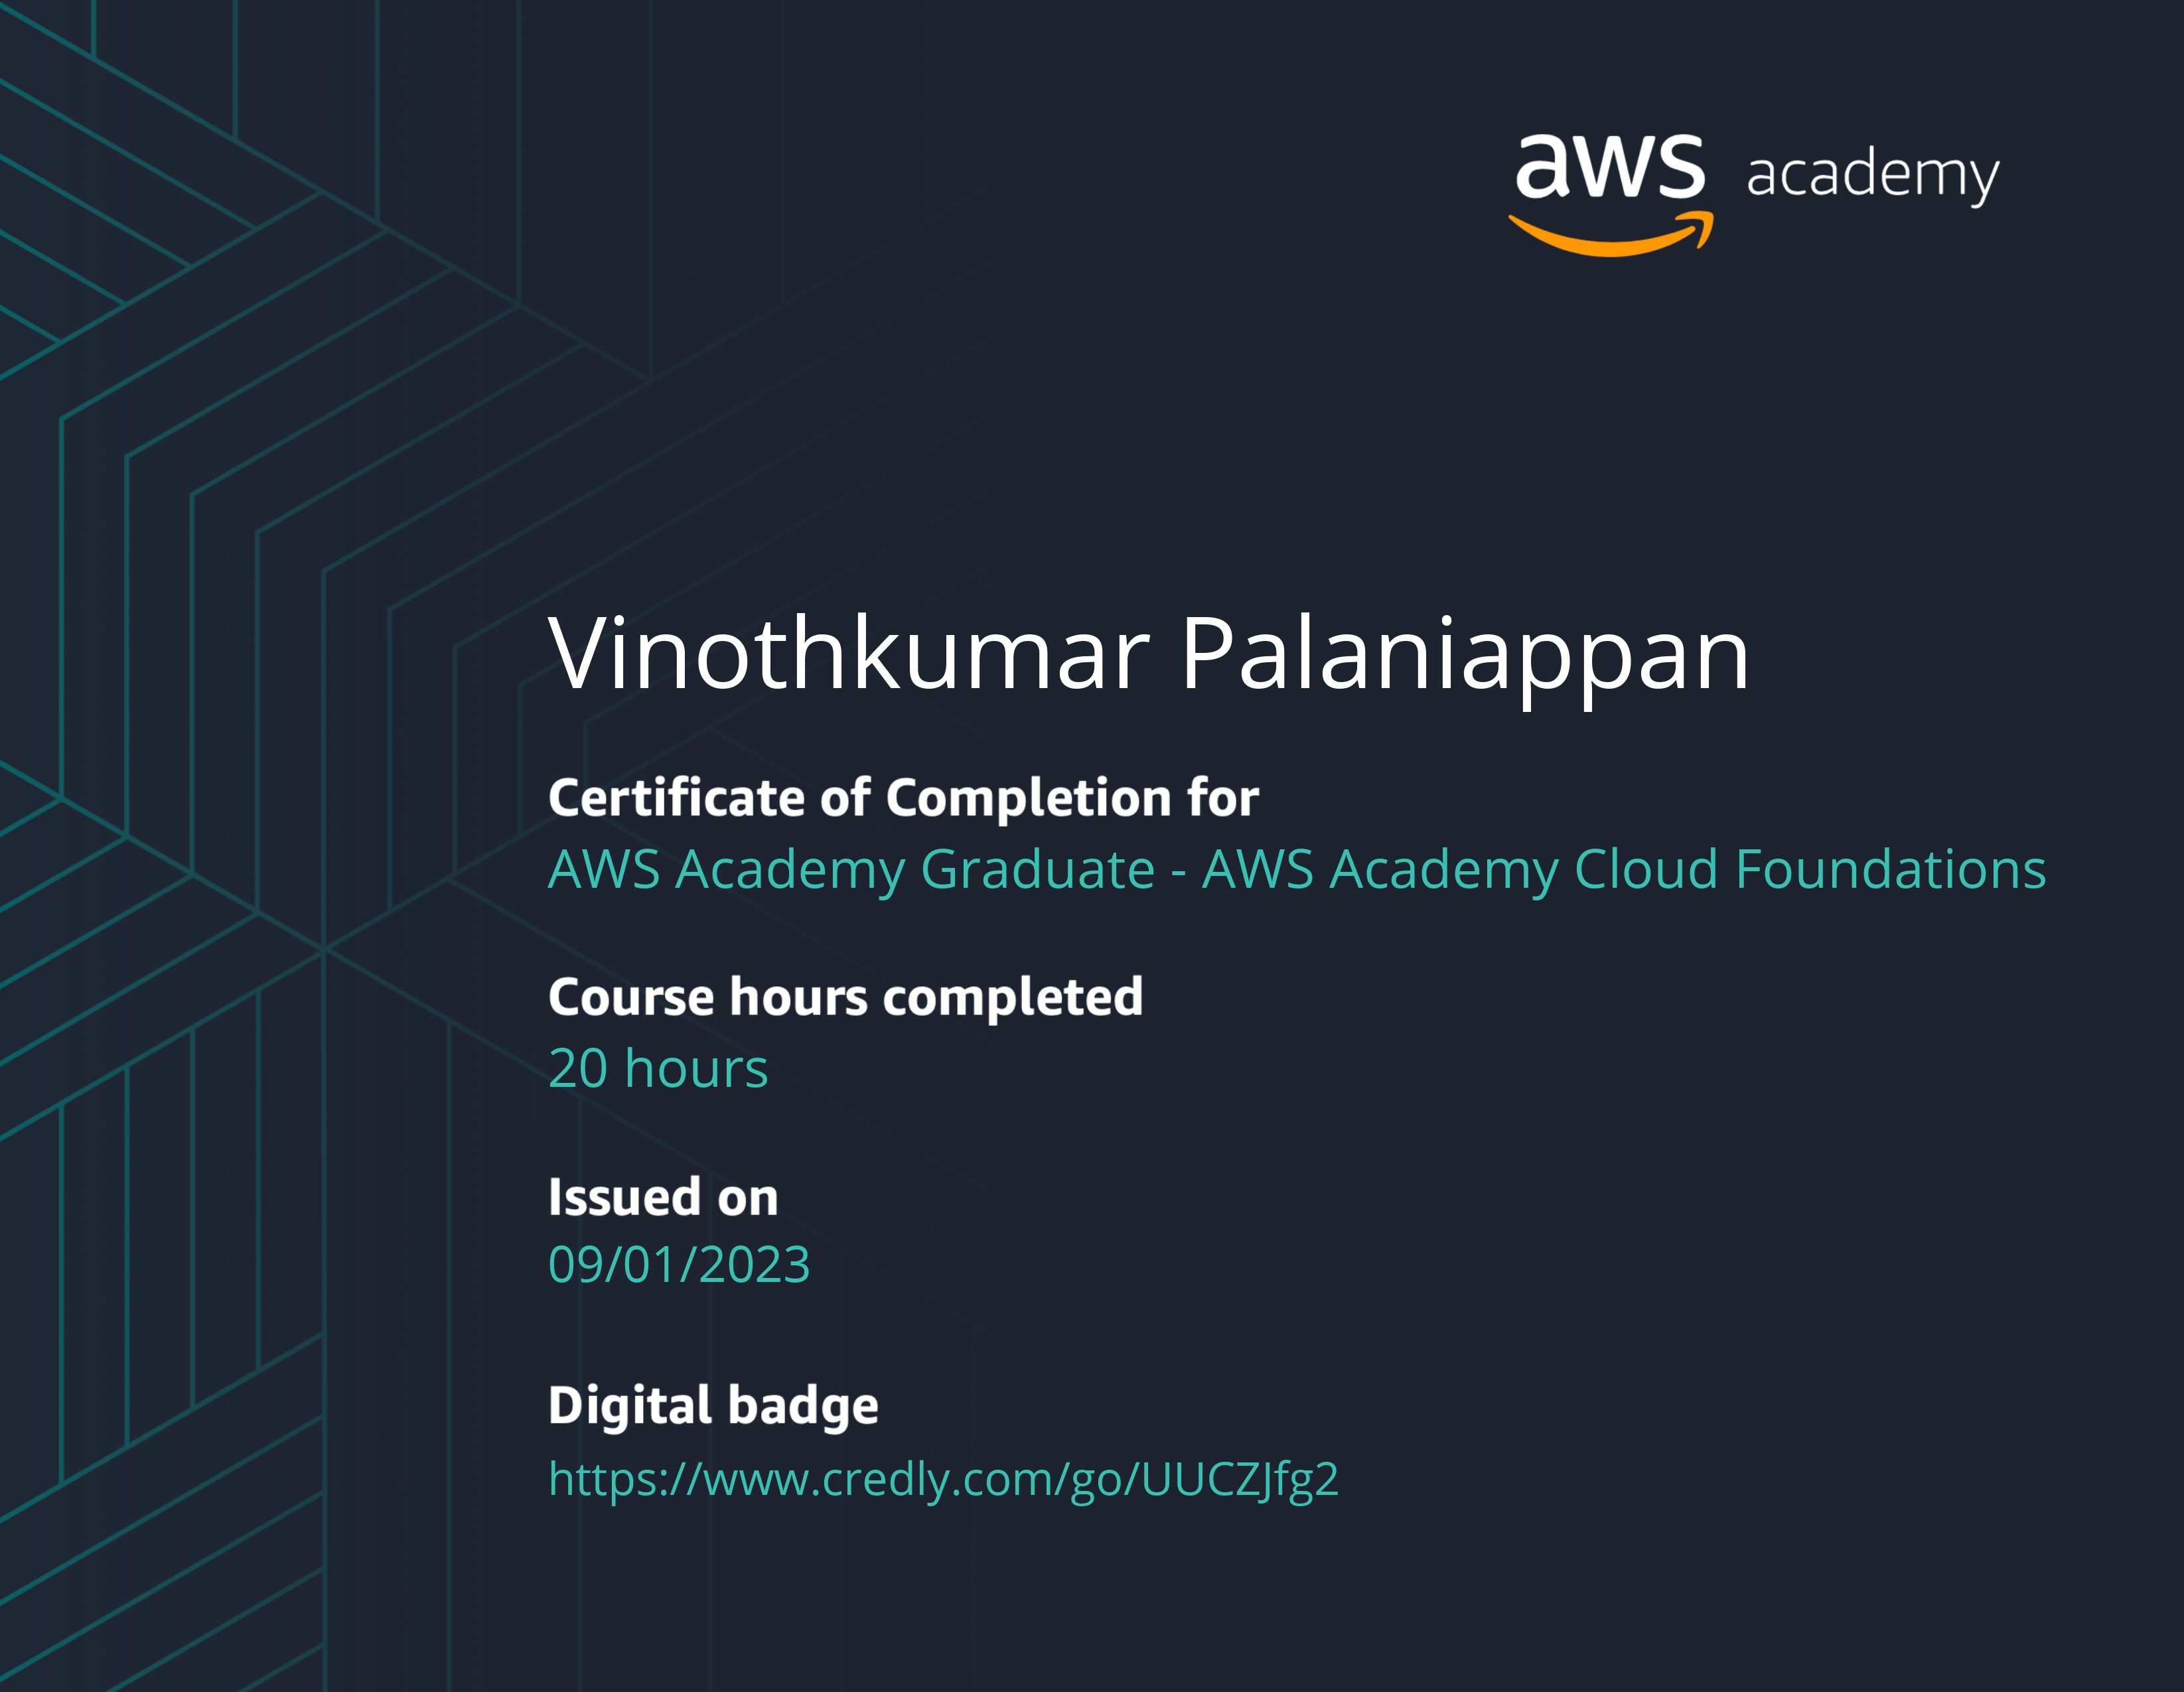 aws academy
Vinothkumar Palaniappan
Certificate of Completion for
AWS Academy Graduate - AWS Academy Cloud Foundations
Course hours completed
20 hours
Issued on
09/01/2023
Digital badge
https://www.credly.com/go/UUCZJfg2